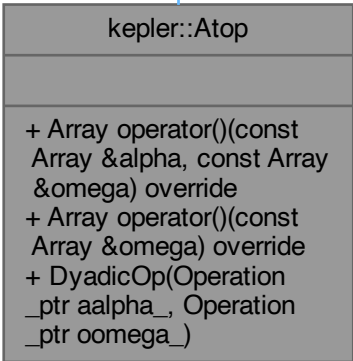 kepler::Atop
+ Array operator()(const
Array &alpha, const Array
&omega) override
+ Array operator()(const
Array &omega) override
+ DyadicOp(Operation
_ptr aalpha_, Operation
_ptr oomega_)